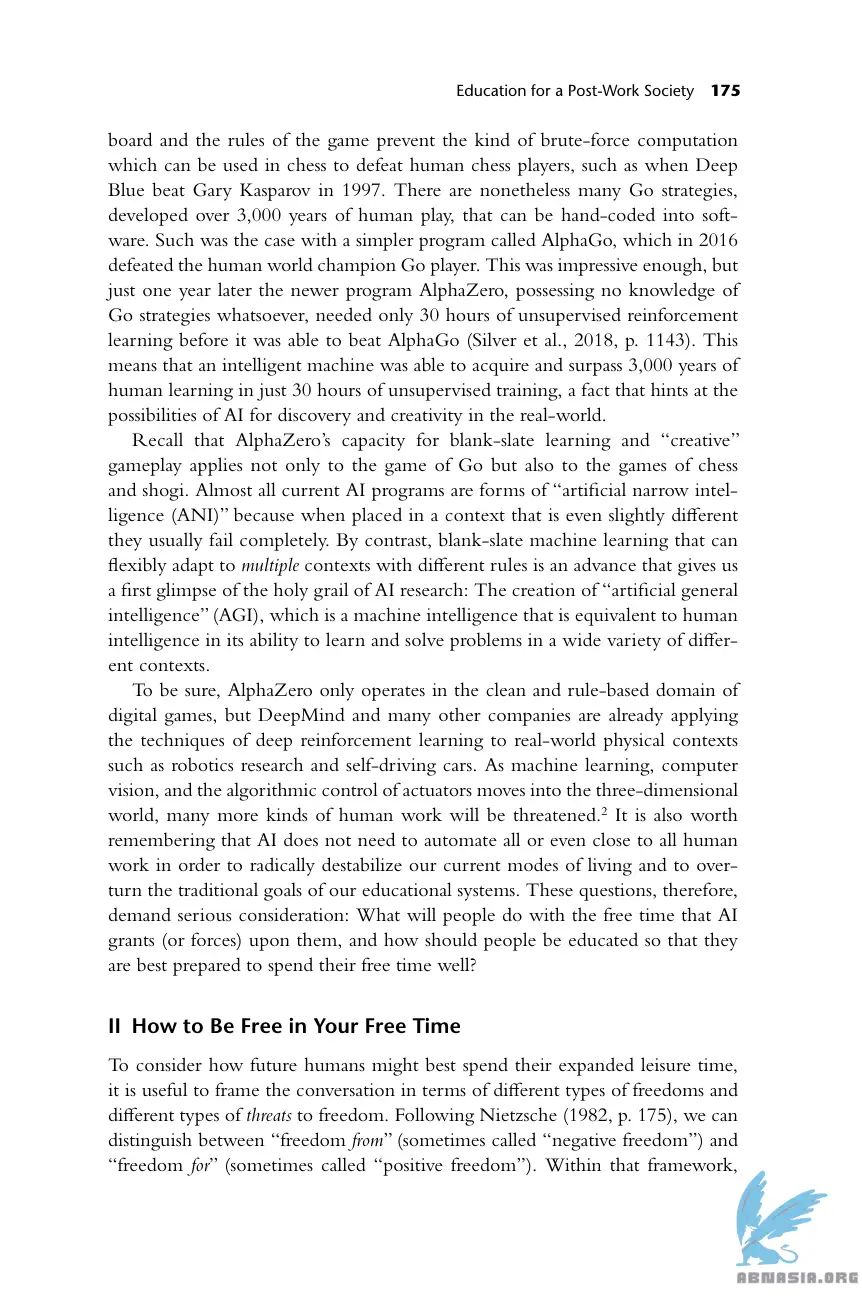 Education for a Post-Work Society 175
board and the rules of the game prevent the kind of brute-force computation
which can be used in chess to defeat human chess players, such as when Deep
Blue beat Gary Kasparov in 1997. There are nonetheless many Go strategies,
developed over 3,000 years of human play, that can be hand-coded into soft-
ware. Such was the case with a simpler program called AlphaGo, which in 2016
defeated the human world champion Go player. This was impressive enough, but
just one year later the newer program AlphaZero, possessing no knowledge of
Go strategies whatsoever, needed only 30 hours of unsupervised reinforcement
learning before it was able to beat AlphaGo (Silver et al., 2018, p. 1143). This
means that an intelligent machine was able to acquire and surpass 3,000 years of
human learning in just 30 hours of unsupervised training, a fact that hints at the
possibilities of AI for discovery and creativity in the real-world.
Recall that AlphaZero’s capacity for blank-slate learning and “creative”
gameplay applies not only to the game of Go but also to the games of chess
and shogi. Almost all current AI programs are forms of “artificial narrow intel-
ligence (ANI)” because when placed in a context that is even slightly different
they usually fail completely. By contrast, blank-slate machine learning that can
flexibly adapt to multiple contexts with different rules is an advance that gives us
a first glimpse of the holy grail of AI research: The creation of “artificial general
intelligence” (AGI), which is a machine intelligence that is equivalent to human
intelligence in its ability to learn and solve problems in a wide variety of differ-
ent contexts.
To be sure, AlphaZero only operates in the clean and rule-based domain of
digital games, but DeepMind and many other companies are already applying
the techniques of deep reinforcement learning to real-world physical contexts
such as robotics research and self-driving cars. As machine learning, computer
vision, and the algorithmic control of actuators moves into the three-dimensional
world, many more kinds of human work will be threatened.² It is also worth
remembering that AI does not need to automate all or even close to all human
work in order to radically destabilize our current modes of living and to over-
turn the traditional goals of our educational systems. These questions, therefore,
demand serious consideration: What will people do with the free time that AI
grants (or forces) upon them, and how should people be educated so that they
are best prepared to spend their free time well?
II How to Be Free in Your Free Time
To consider how future humans might best spend their expanded leisure time,
it is useful to frame the conversation in terms of different types of freedoms and
different types of threats to freedom. Following Nietzsche (1982, p. 175), we can
distinguish between “freedom from” (sometimes called “negative freedom”) and
“freedom for” (sometimes called “positive freedom”). Within that framework,
ABNASIA.ORG